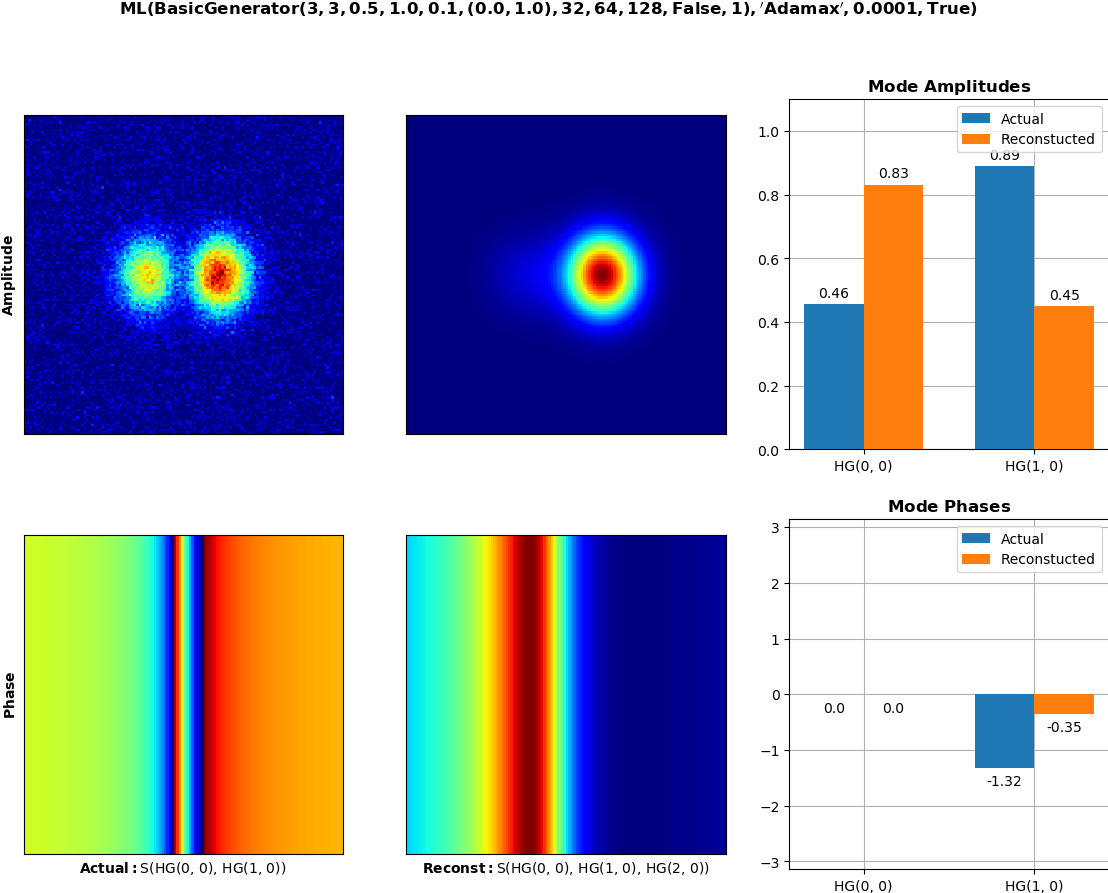 ML(BasicGenerator(3, 3, 0.5, 1.0, 0.1, (0.0, 1.0), 32, 64, 128, False, 1), ′Adamax′, 0.0001, True)
Amplitude
Mode Amplitudes
Actual
Reconstucted
1.0
0.8
0.6
0.4
0.2
0.0
0.46
0.83
0.89
0.45
HG(0, 0)
HG(1, 0)
Phase
Actual: S(HG(0, 0), HG(1, 0))
Reconst: S(HG(0, 0), HG(1, 0), HG(2, 0))
Mode Phases
Actual
Reconstucted
3
2
1
0
−1
−2
−3
0.0
0.0
-1.32
-0.35
HG(0, 0)
HG(1, 0)